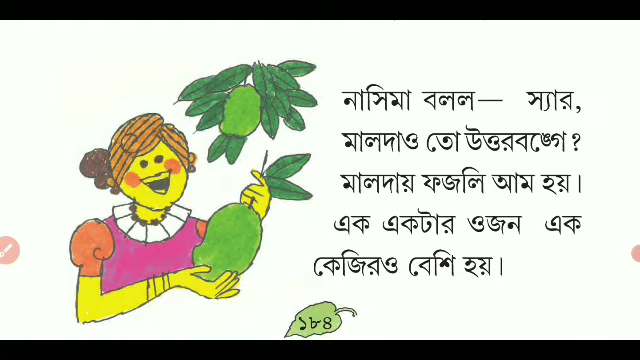 নাসিমা বলল— স্যার,
মালদাও তো উত্তরবঙ্গে?
মালদায় ফজলি আম হয়।
এক একটার ওজন এক
কেজিরও বেশি হয়।
১৮৪